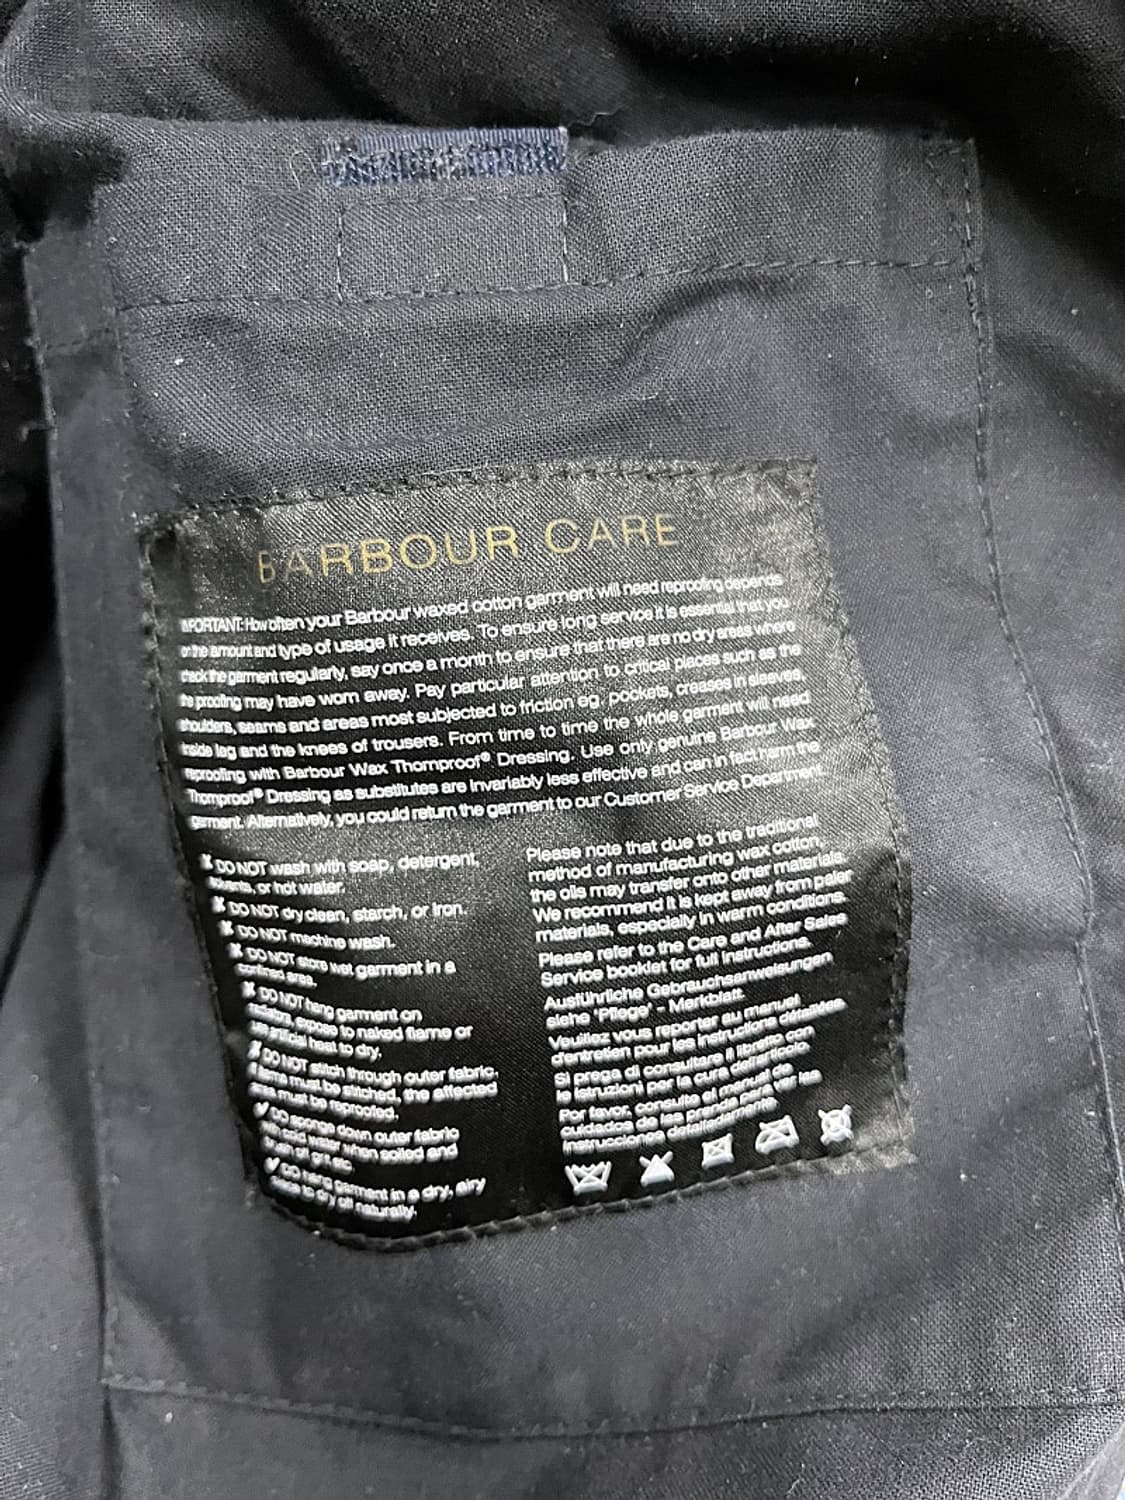 BARBOUR CARE
IMPORTANT: How often your Barbour waxed cotton garment will need reproofing depends
on the amount and type of usage it receives. To ensure long service it is essential that you
check the garment regularly, say once a month to ensure that there are no dry areas where
the proofing may have worn away. Pay particular attention to critical places such as the
shoulders, seams and areas most subjected to friction eg. pockets, creases in sleeves,
inside leg and the knees of trousers. From time to time the whole garment will need
reproofing with Barbour Wax Thornproof® Dressing. Use only genuine Barbour Wax
Thornproof® Dressing as substitutes are invariably less effective and can in fact harm the
garment. Alternatively, you could return the garment to our Customer Service Department.
✘ DO NOT wash with soap, detergent,
solvents, or hot water.
✘ DO NOT dry clean, starch, or iron.
✘ DO NOT machine wash.
✘ DO NOT store wet garment in a
confined area.
✘ DO NOT hang garment on
radiator, expose to naked flame or
use artificial heat to dry.
✘ DO NOT stitch through outer fabric.
If items must be stitched, the affected
area must be reproofed.
✔ DO sponge down outer fabric
with cold water when soiled and
✔ DO hang garment in a dry, airy
place to dry off naturally.
Please note that due to the traditional
method of manufacturing wax cotton,
the oils may transfer onto other materials.
We recommend it is kept away from paler
materials, especially in warm conditions.
Please refer to the Care and After Sales
Service booklet for full instructions.
Ausführliche Gebrauchsanweisungen
siehe "Pflege" - Merkblatt.
Veuillez vous reporter au manuel
d'entretien pour les instructions détaillées
Si prega di consultare il libretto con
le istruzioni per la cura dell'articolo
Por favor, consulte el manual de
cuidados de esta prenda para ver las
instrucciones detalladamente.